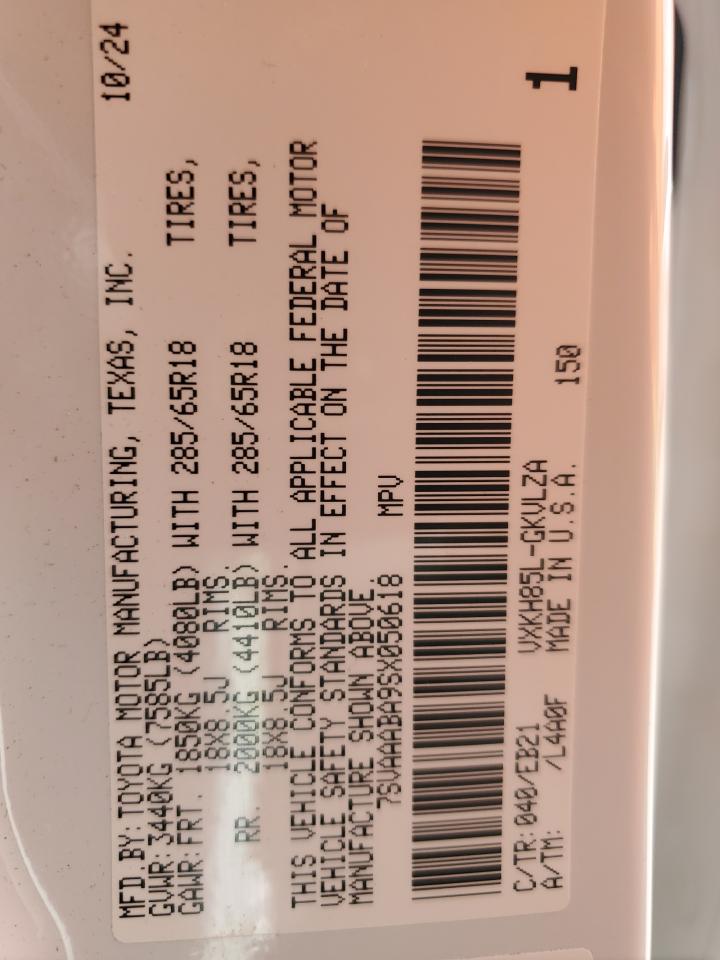 MFD.BY:TOYOTA MOTOR MANUFACTURING, TEXAS, INC. 10/24
GVWR:3440KG (7585LB)
GAWR:FRT. 1850KG (4080LB) WITH 285/65R18 TIRES,
18X8.5J RIMS
RR. 2000KG (4410LB) WITH 285/65R18 TIRES,
18X8.5J RIMS.
THIS VEHICLE CONFORMS TO ALL APPLICABLE FEDERAL MOTOR
VEHICLE SAFETY STANDARDS IN EFFECT ON THE DATE OF
MANUFACTURE SHOWN ABOVE.
7SVAAABA9SX050618 MPV
1
C/TR:040/EB21 VXKH85L-GKVLZA
A/TM: /L4A0F MADE IN U.S.A. 150